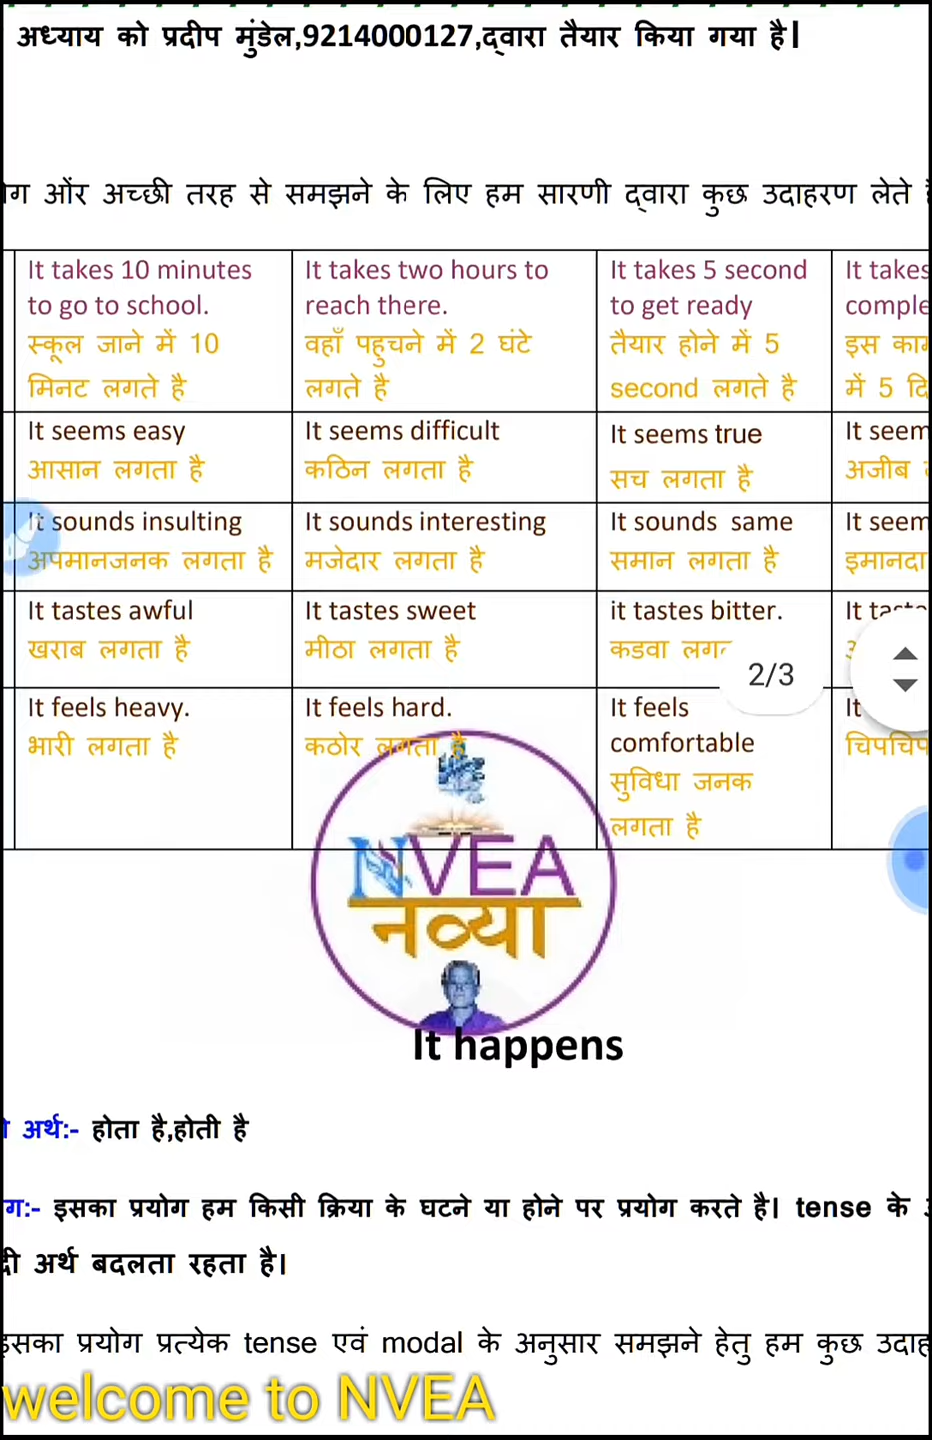 अध्याय को प्रदीप मुंडेल,9214000127,द्वारा तैयार किया गया है|
ओंर अच्छी तरह से समझने के लिए हम सारणी द्वारा कुछ उदाहरण लेते
It takes 10 minutes
to go to school.
स्कूल जाने में 10
मिनट लगते है
It takes two hours to
reach there.
वहाँ पहुचने में 2 घंटे
लगते है
It takes 5 second
to get ready
तैयार होने में 5
second लगते है
It takes
इस
में 5
It seems easy
आसान लगता है
It seems difficult
कठिन लगता है
It seems true
सच लगता है
It
अजीब
It sounds insulting
अपमानजनक लगता है
It sounds interesting
मजेदार लगता है
It sounds same
समान लगता है
It
It tastes awful
खराब लगता है
It tastes sweet
मीठा लगता है
it tastes bitter.
कडवा
It
It feels heavy.
भारी लगता है
It feels hard.
कठोर लगता है
It feels
comfortable
सुविधा जनक
लगता है
It
2/3
NVEA
नव्या
It happens
अर्थ:- होता है,होती है
इसका प्रयोग हम किसी क्रिया के घटने या होने पर प्रयोग करते है। tense के
अर्थ बदलता रहता है।
इसका प्रयोग प्रत्येक tense एवं modal के अनुसार समझने हेतु हम कुछ
welcome to NVEA